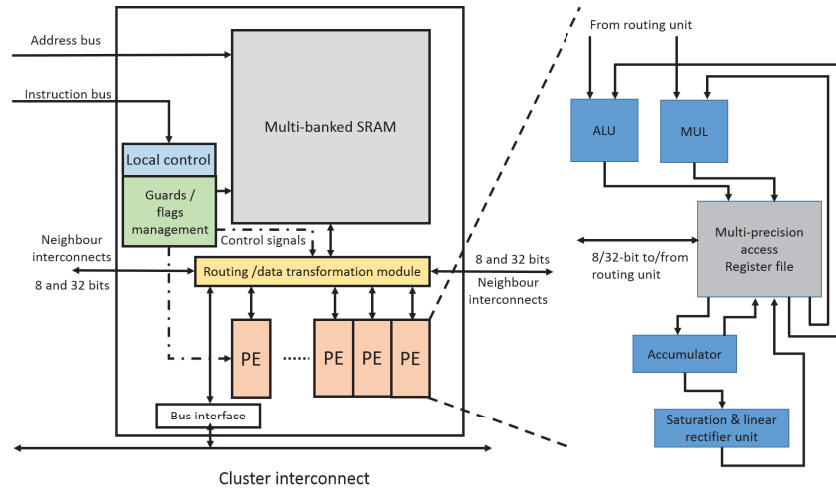 Address bus
Instruction bus
Multi-banked SRAM
Local control
Guards /
flags
management
Control signals
Neighbour
interconnects
8 and 32 bits
Routing /data transformation module
8 and 32 bits
Neighbour
interconnects
PE
PE
PE
PE
Bus interface
Cluster interconnect
From routing unit
ALU
MUL
Multi-precision
access
Register file
8/32-bit to/from
routing unit
Accumulator
Saturation & linear
rectifier unit